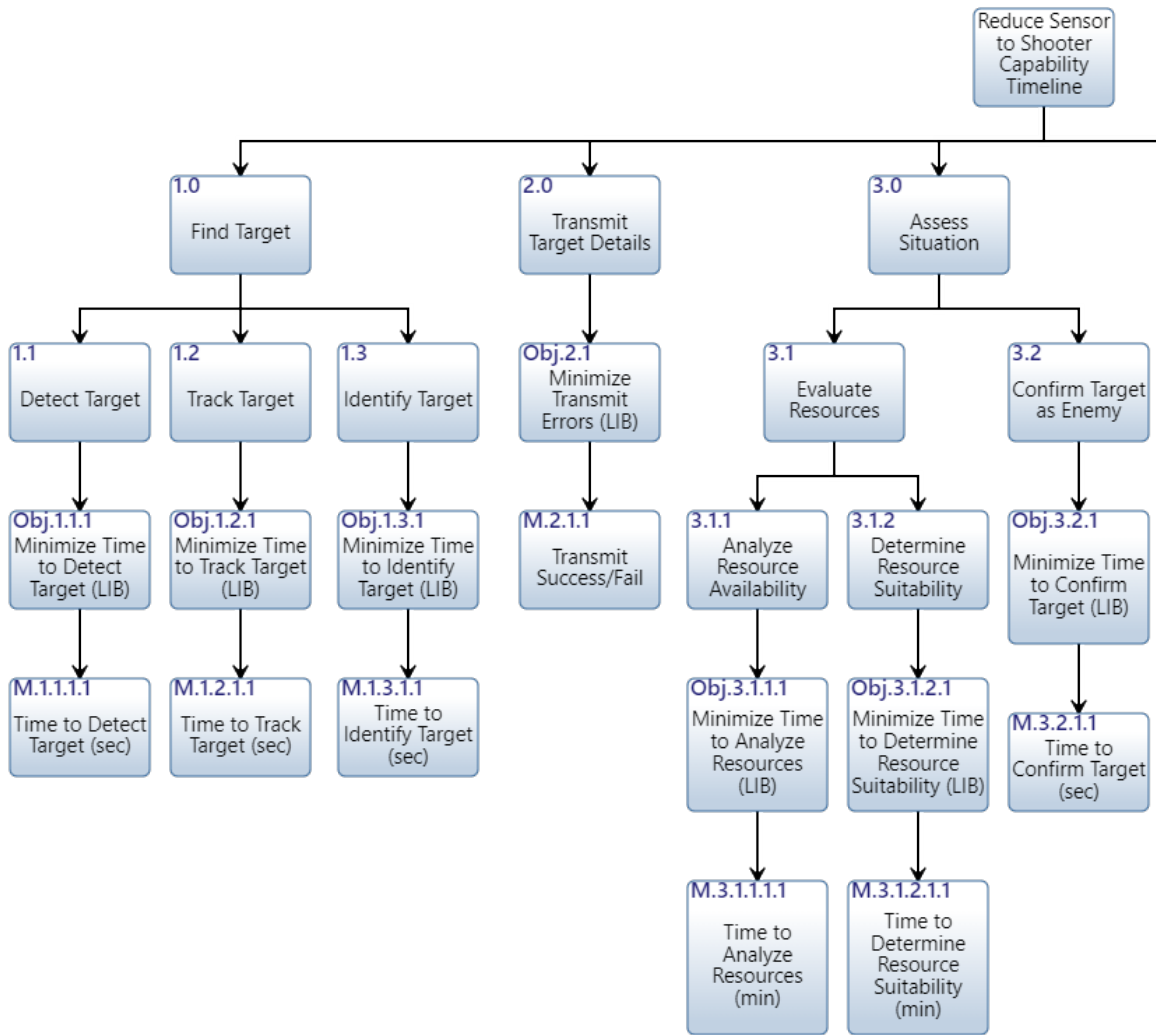 Reduce Sensor
to Shooter
Capability
Timeline
1.0
Find Target
2.0
Transmit
Target Details
3.0
Assess
Situation
1.1
Detect Target
1.2
Track Target
1.3
Identify Target
Obj.2.1
Minimize
Transmit
Errors (LIB)
3.1
Evaluate
Resources
3.2
Confirm Target
as Enemy
Obj.1.1.1
Minimize Time
to Detect
Target (LIB)
Obj.1.2.1
Minimize Time
to Track Target
(LIB)
Obj.1.3.1
Minimize Time
to Identify
Target (LIB)
M.2.1.1
Transmit
Success/Fail
3.1.1
Analyze
Resource
Availability
3.1.2
Determine
Resource
Suitability
Obj.3.2.1
Minimize Time
to Confirm
Target (LIB)
M.1.1.1.1
Time to Detect
Target (sec)
M.1.2.1.1
Time to Track
Target (sec)
M.1.3.1.1
Time to
Identify Target
(sec)
Obj.3.1.1.1
Minimize Time
to Analyze
Resources
(LIB)
Obj.3.1.2.1
Minimize Time
to Determine
Resource
Suitability (LIB)
M.3.2.1.1
Time to
Confirm Target
(sec)
M.3.1.1.1.1
Time to
Analyze
Resources
(min)
M.3.1.2.1.1
Time to
Determine
Resource
Suitability
(min)